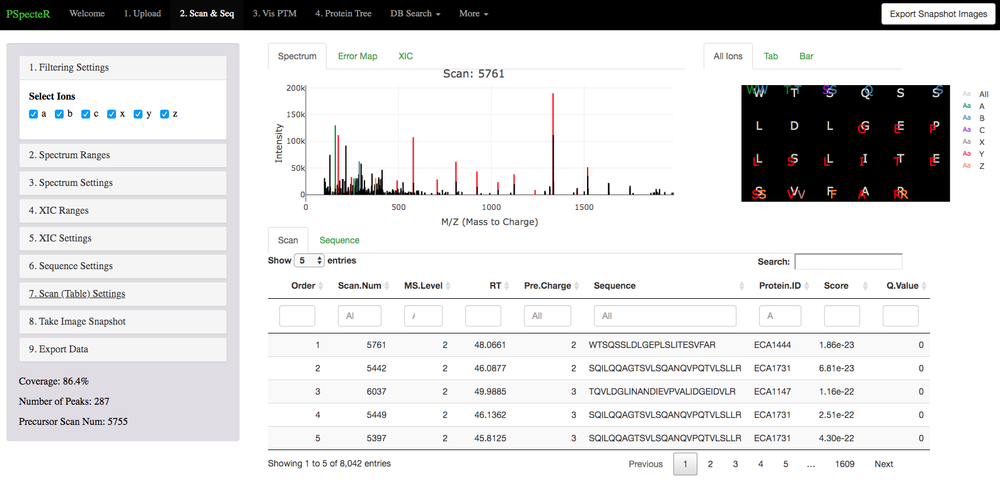 PSpecteR Welcome 1. Upload 2. Scan & Seq 3. Vis PTM 4. Protein Tree DB Search More Export Snapshot Images
1. Filtering Settings
Select Ions
a b c x y z
2. Spectrum Ranges
3. Spectrum Settings
4. XIC Ranges
5. XIC Settings
6. Sequence Settings
7. Scan (Table) Settings
8. Take Image Snapshot
9. Export Data
Coverage: 86.4%
Number of Peaks: 287
Precursor Scan Num: 5755
Spectrum Error Map XIC
Scan: 5761
200k
150k
100k
50k
0
Intensity
0 500 1000 1500
M/Z (Mass to Charge)
All Ions Tab Bar
W W W T T T S S S Q Q S S S
L D L G G E E P P
L L S S L L I I T T E E
S S S V V V F F A A R R R
Aa All
Aa A
Aa B
Aa C
Aa X
Aa Y
Aa Z
Scan Sequence
Show 5 entries Search:
Order Scan.Num MS.Level RT Pre.Charge Sequence Protein.ID Score Q.Value
Al A All All A
1 5761 2 48.0661 2 WTSQSSLDLGEPLSLITESVFAR ECA1444 1.86e-23 0
2 5442 2 46.0877 2 SQILQQAGTSVLSQANQVPQTVLSLLR ECA1731 6.81e-23 0
3 6037 2 49.9885 3 TQVLDGLINANDIEVPVALIDGEIDVLR ECA1147 1.16e-22 0
4 5449 2 46.1362 3 SQILQQAGTSVLSQANQVPQTVLSLLR ECA1731 2.51e-22 0
5 5397 2 45.8125 3 SQILQQAGTSVLSQANQVPQTVLSLLR ECA1731 4.30e-22 0
Showing 1 to 5 of 8,042 entries Previous 1 2 3 4 5 … 1609 Next